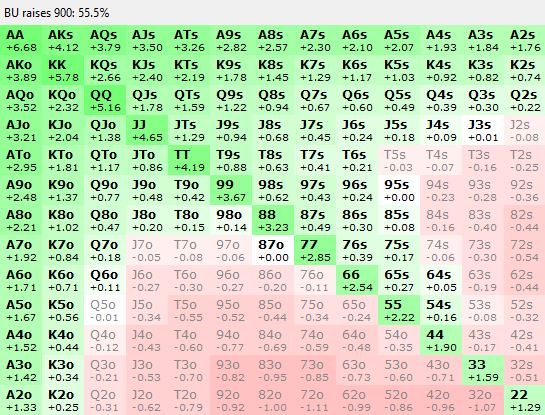 BU raises 900: 55.5%
AA AKs AQs AJs ATs A9s A8s A7s A6s A5s A4s A3s A2s
+6.68 +4.12 +3.79 +3.50 +3.26 +2.82 +2.57 +2.30 +2.10 +2.07 +1.93 +1.84 +1.76
AKo KK KQs KJs KTs K9s K8s K7s K6s K5s K4s K3s K2s
+3.89 +5.78 +2.66 +2.40 +2.19 +1.78 +1.45 +1.29 +1.17 +1.03 +0.92 +0.82 +0.74
AQo KQo QQ QJs QTs Q9s Q8s Q7s Q6s Q5s Q4s Q3s Q2s
+3.52 +2.32 +5.16 +1.78 +1.59 +1.22 +0.94 +0.67 +0.60 +0.49 +0.39 +0.30 +0.22
AJo KJo QJo JJ JTs J9s J8s J7s J6s J5s J4s J3s J2s
+3.21 +2.04 +1.38 +4.65 +1.29 +0.94 +0.68 +0.45 +0.24 +0.18 +0.09 +0.01 -0.08
ATo KTo QTo JTo TT T9s T8s T7s T6s T5s T4s T3s T2s
+2.95 +1.81 +1.17 +0.86 +4.19 +0.88 +0.63 +0.41 +0.21 -0.03 -0.07 -0.16 -0.25
A9o K9o Q9o J9o T9o 99 98s 97s 96s 95s 94s 93s 92s
+2.48 +1.37 +0.77 +0.48 +0.42 +3.67 +0.62 +0.43 +0.24 +0.00 -0.23 -0.28 -0.36
A8o K8o Q8o J8o T8o 98o 88 87s 86s 85s 84s 83s 82s
+2.21 +1.02 +0.47 +0.20 +0.15 +0.14 +3.23 +0.49 +0.30 +0.08 -0.16 -0.40 -0.44
A7o K7o Q7o J7o T7o 97o 87o 77 76s 75s 74s 73s 72s
+1.92 +0.84 +0.18 -0.05 -0.08 -0.06 +0.00 +2.85 +0.39 +0.17 -0.06 -0.30 -0.54
A6o K6o Q6o J6o T6o 96o 86o 76o 66 65s 64s 63s 62s
+1.71 +0.71 +0.11 -0.27 -0.30 -0.27 -0.20 -0.11 +2.54 +0.27 +0.05 -0.19 -0.44
A5o K5o Q5o J5o T5o 95o 85o 75o 65o 55 54s 53s 52s
+1.67 +0.56 -0.01 -0.34 -0.55 -0.52 -0.44 -0.34 -0.24 +2.22 +0.16 -0.08 -0.32
A4o K4o Q4o J4o T4o 94o 84o 74o 64o 54o 44 43s 42s
+1.52 +0.44 -0.12 -0.43 -0.60 -0.77 -0.69 -0.59 -0.48 -0.35 +1.90 -0.17 -0.41
A3o K3o Q3o J3o T3o 93o 83o 73o 63o 53o 43o 33 32s
+1.42 +0.34 -0.21 -0.53 -0.70 -0.82 -0.95 -0.85 -0.73 -0.60 -0.71 +1.59 -0.51
A2o K2o Q2o J2o T2o 92o 82o 72o 62o 52o 42o 32o 22
+1.33 +0.25 -0.31 -0.62 -0.79 -0.92 -1.00 -1.11 -0.99 -0.86 -0.96 +1.29